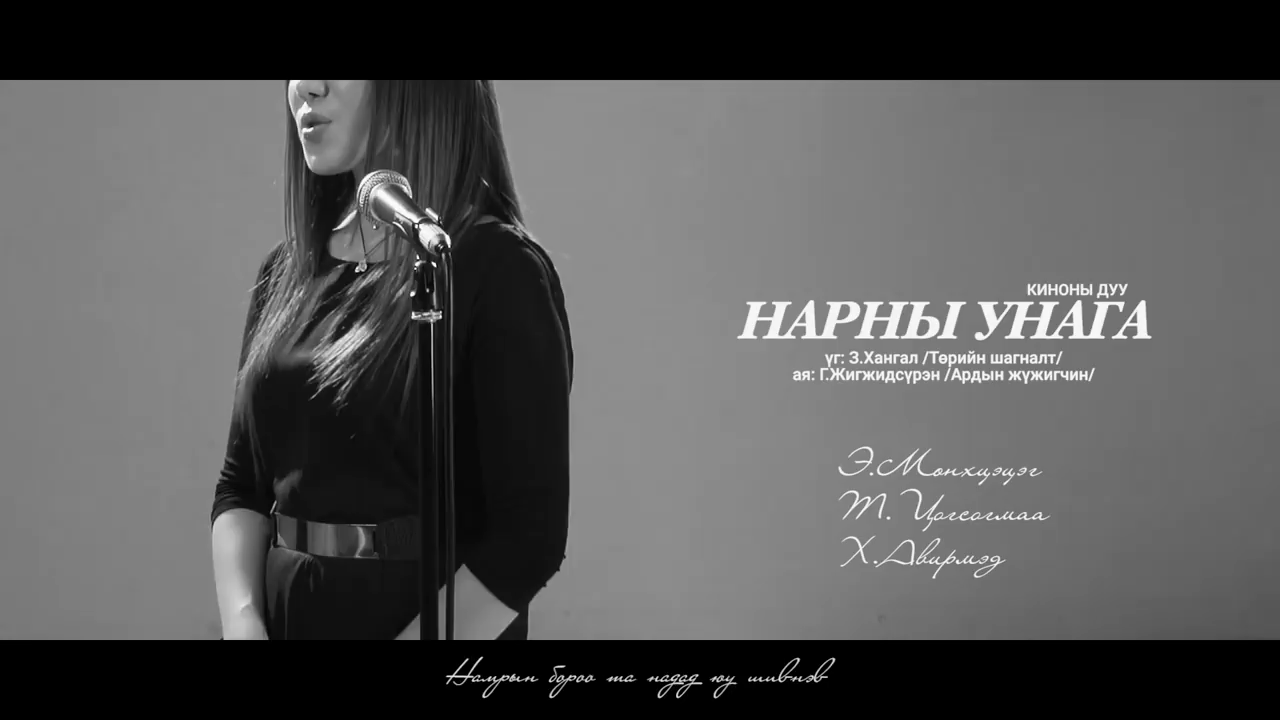 КИНОНЫ ДУУ
НАРНЫ УНАГА
үг: З.Хангал /Төрийн шагналт/
ая: Г.Жигжидсүрэн /Ардын жүжигчин/
Э.Мөнхцэцэг
Т. Цогсогмаа
Х.Авирмэд
Намрын бороо та надад юу шивнэв